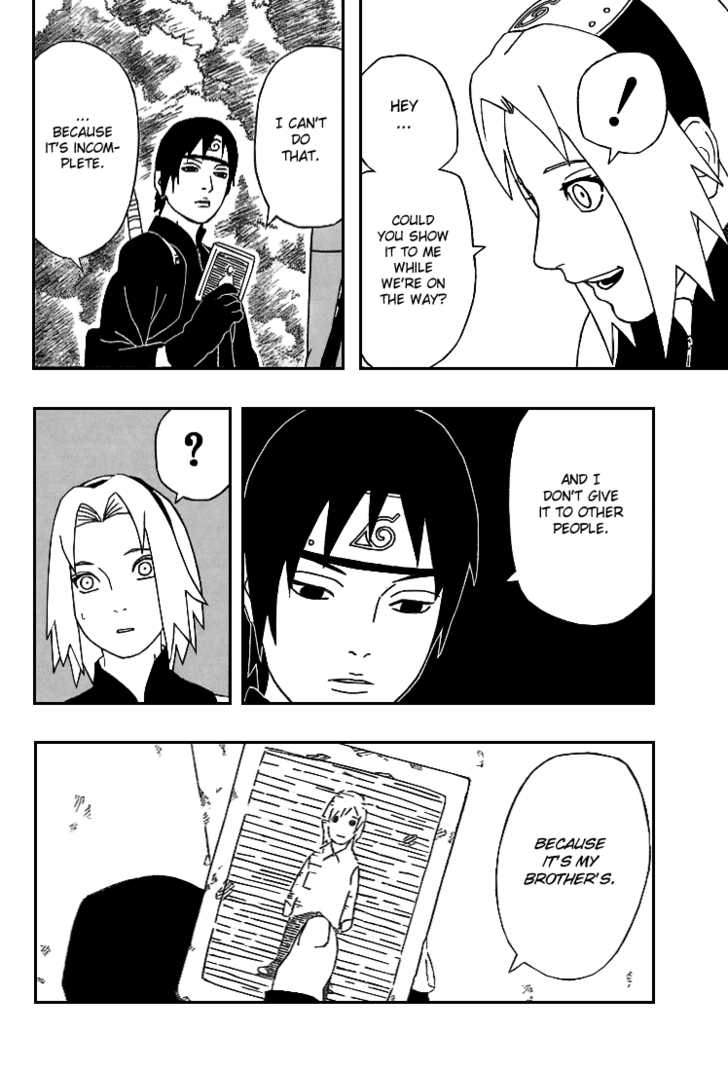 !
HEY
...
COULD
YOU SHOW
IT TO ME
WHILE
WE'RE ON
THE WAY?
I CAN'T
DO
THAT.
...
BECAUSE
IT'S INCOM-
PLETE.
AND I
DON'T GIVE
IT TO OTHER
PEOPLE.
?
BECAUSE
IT'S MY
BROTHER'S.